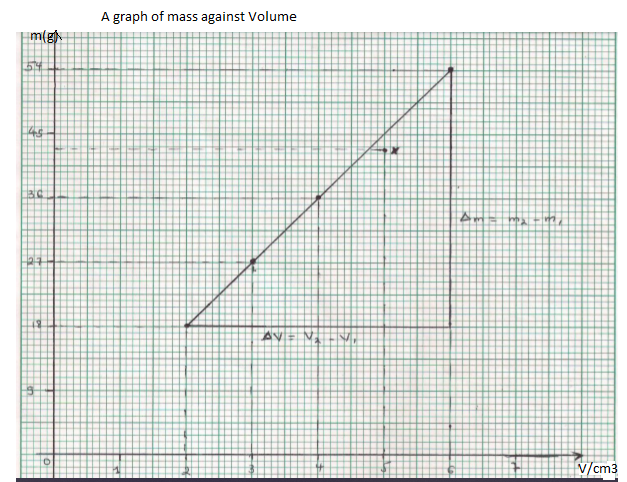 A graph of mass against Volume
m(g)
54
45
x
36
Δm = m₂ - m₁
27
18
ΔV = V₂ - V₁
9
0 1 2 3 4 5 6 7 V/cm3